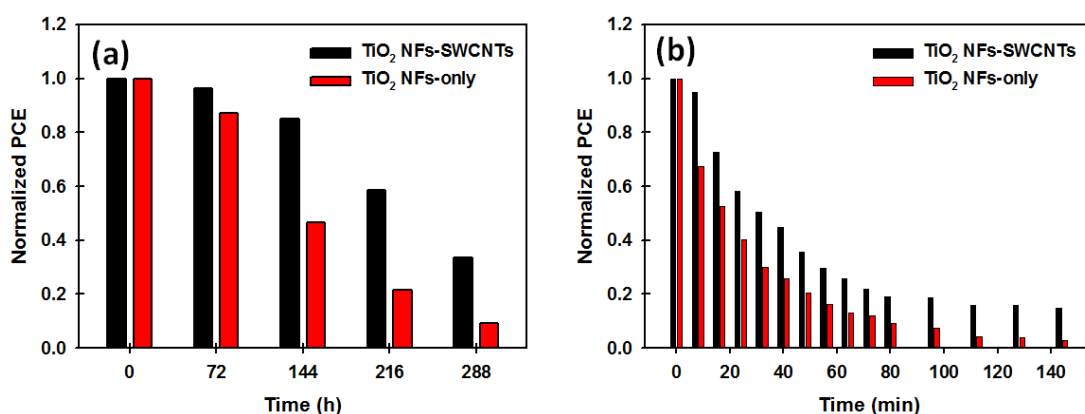 (a)
TiO2 NFs-SWCNTs
TiO2 NFs-only
Normalized PCE
1.2
1.0
0.8
0.6
0.4
0.2
0.0
0 72 144 216 288
Time (h)
(b)
TiO2 NFs-SWCNTs
TiO2 NFs-only
Normalized PCE
1.2
1.0
0.8
0.6
0.4
0.2
0.0
0 20 40 60 80 100 120 140
Time (min)